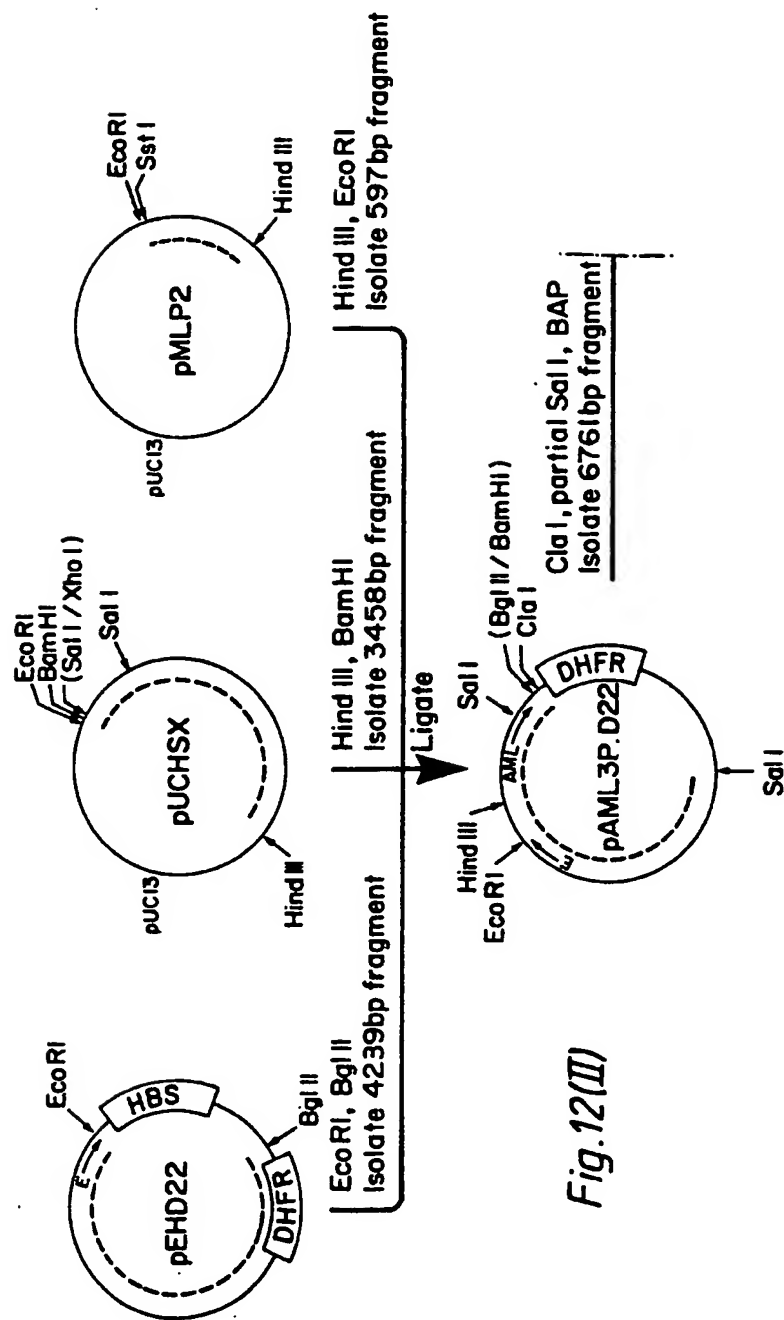 EcoRI
E
HBS
pEHD22
DHFR
Bgl II
EcoRI, Bgl II
Isolate 4239bp fragment
EcoRI
BamHI
(Sal I / Xho I)
Sal I
pUC13
pUCHSX
Hind III
Hind III, BamHI
Isolate 3458bp fragment
EcoRI
Sst I
pUC13
pMLP2
Hind III
Hind III, EcoRI
Isolate 597bp fragment
Ligate
Hind III
EcoRI
Sal I
(Bgl II / BamHI)
Cla I
AML
E
DHFR
pAML3P.D22
Sal I
Cla I, partial Sal I, BAP
Isolate 6761bp fragment
Fig.12(II)